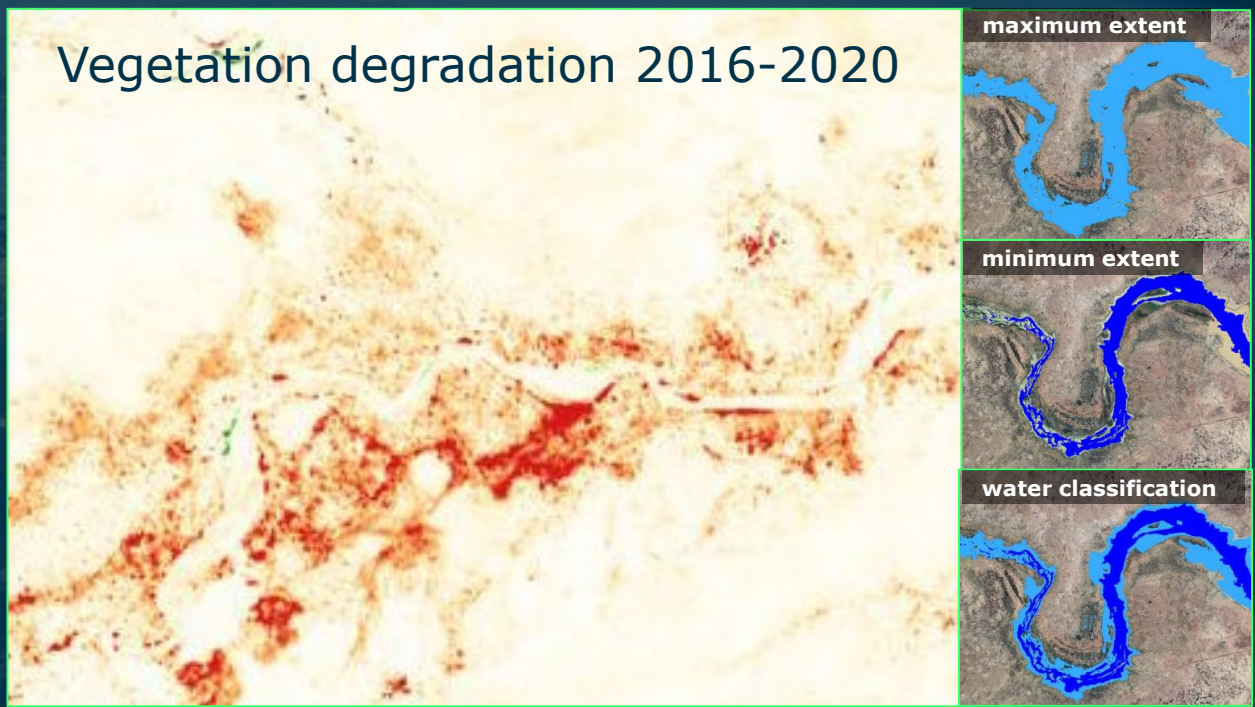 Vegetation degradation 2016-2020
maximum extent
minimum extent
water classification